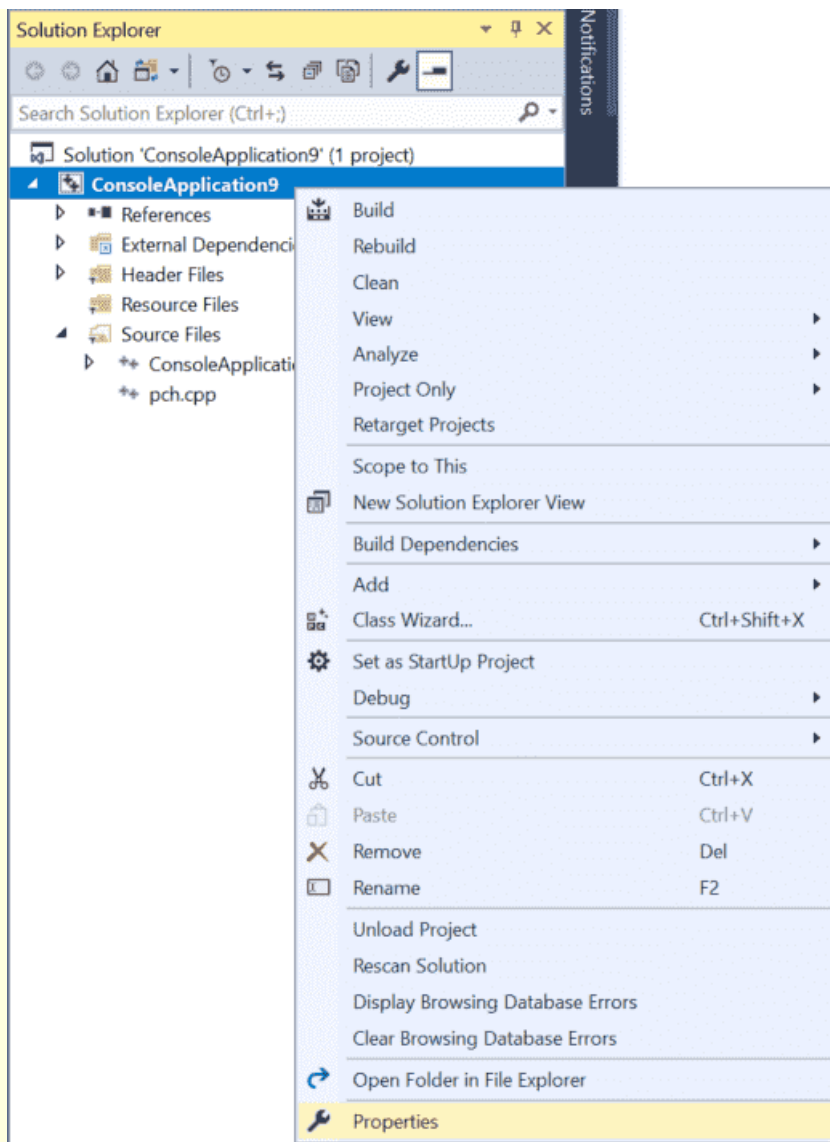 Solution Explorer
Notifications
Search Solution Explorer (Ctrl+;)
Solution 'ConsoleApplication9' (1 project)
ConsoleApplication9
References
External Dependenci
Header Files
Resource Files
Source Files
ConsoleApplicati
pch.cpp
Build
Rebuild
Clean
View
Analyze
Project Only
Retarget Projects
Scope to This
New Solution Explorer View
Build Dependencies
Add
Class Wizard... Ctrl+Shift+X
Set as StartUp Project
Debug
Source Control
Cut Ctrl+X
Paste Ctrl+V
Remove Del
Rename F2
Unload Project
Rescan Solution
Display Browsing Database Errors
Clear Browsing Database Errors
Open Folder in File Explorer
Properties